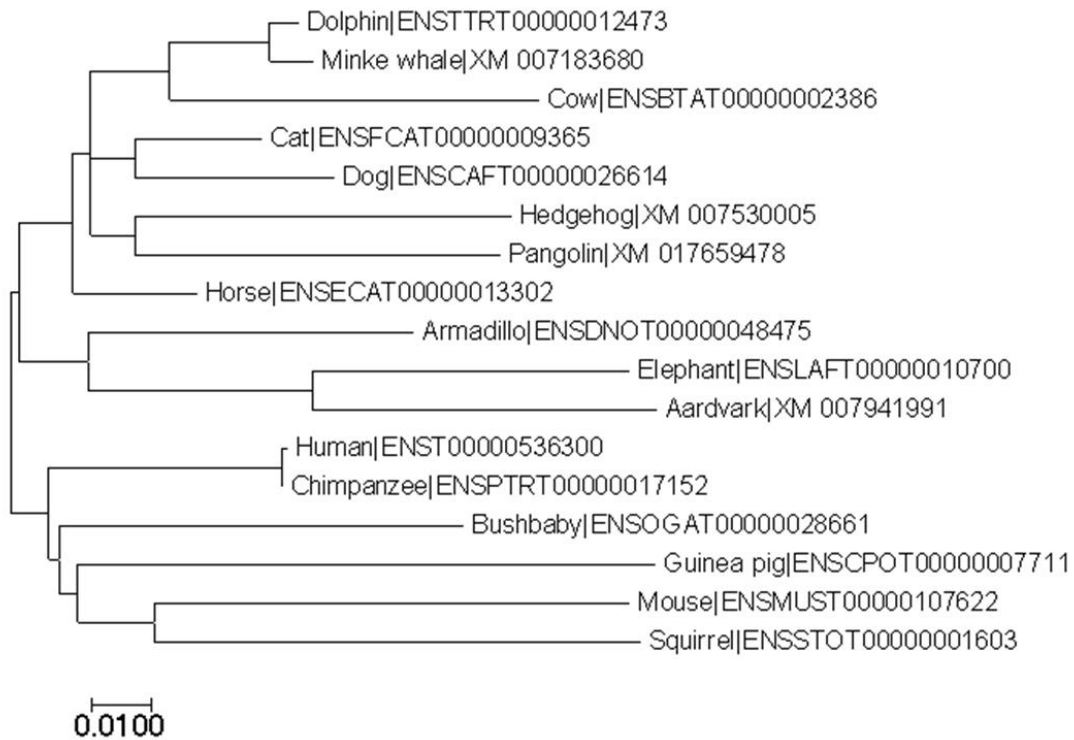 Dolphin|ENSTTRT00000012473
Minke whale|XM 007183680
Cow|ENSBTAT00000002386
Cat|ENSFCAT00000009365
Dog|ENSCAFT00000026614
Hedgehog|XM 007530005
Pangolin|XM 017659478
Horse|ENSECAT00000013302
Armadillo|ENSDNOT00000048475
Elephant|ENSLAFT00000010700
Aardvark|XM 007941991
Human|ENST00000536300
Chimpanzee|ENSPTRT00000017152
Bushbaby|ENSOGAT00000028661
Guinea pig|ENSCPOT00000007711
Mouse|ENSMUST00000107622
Squirrel|ENSSTOT00000001603
0.0100